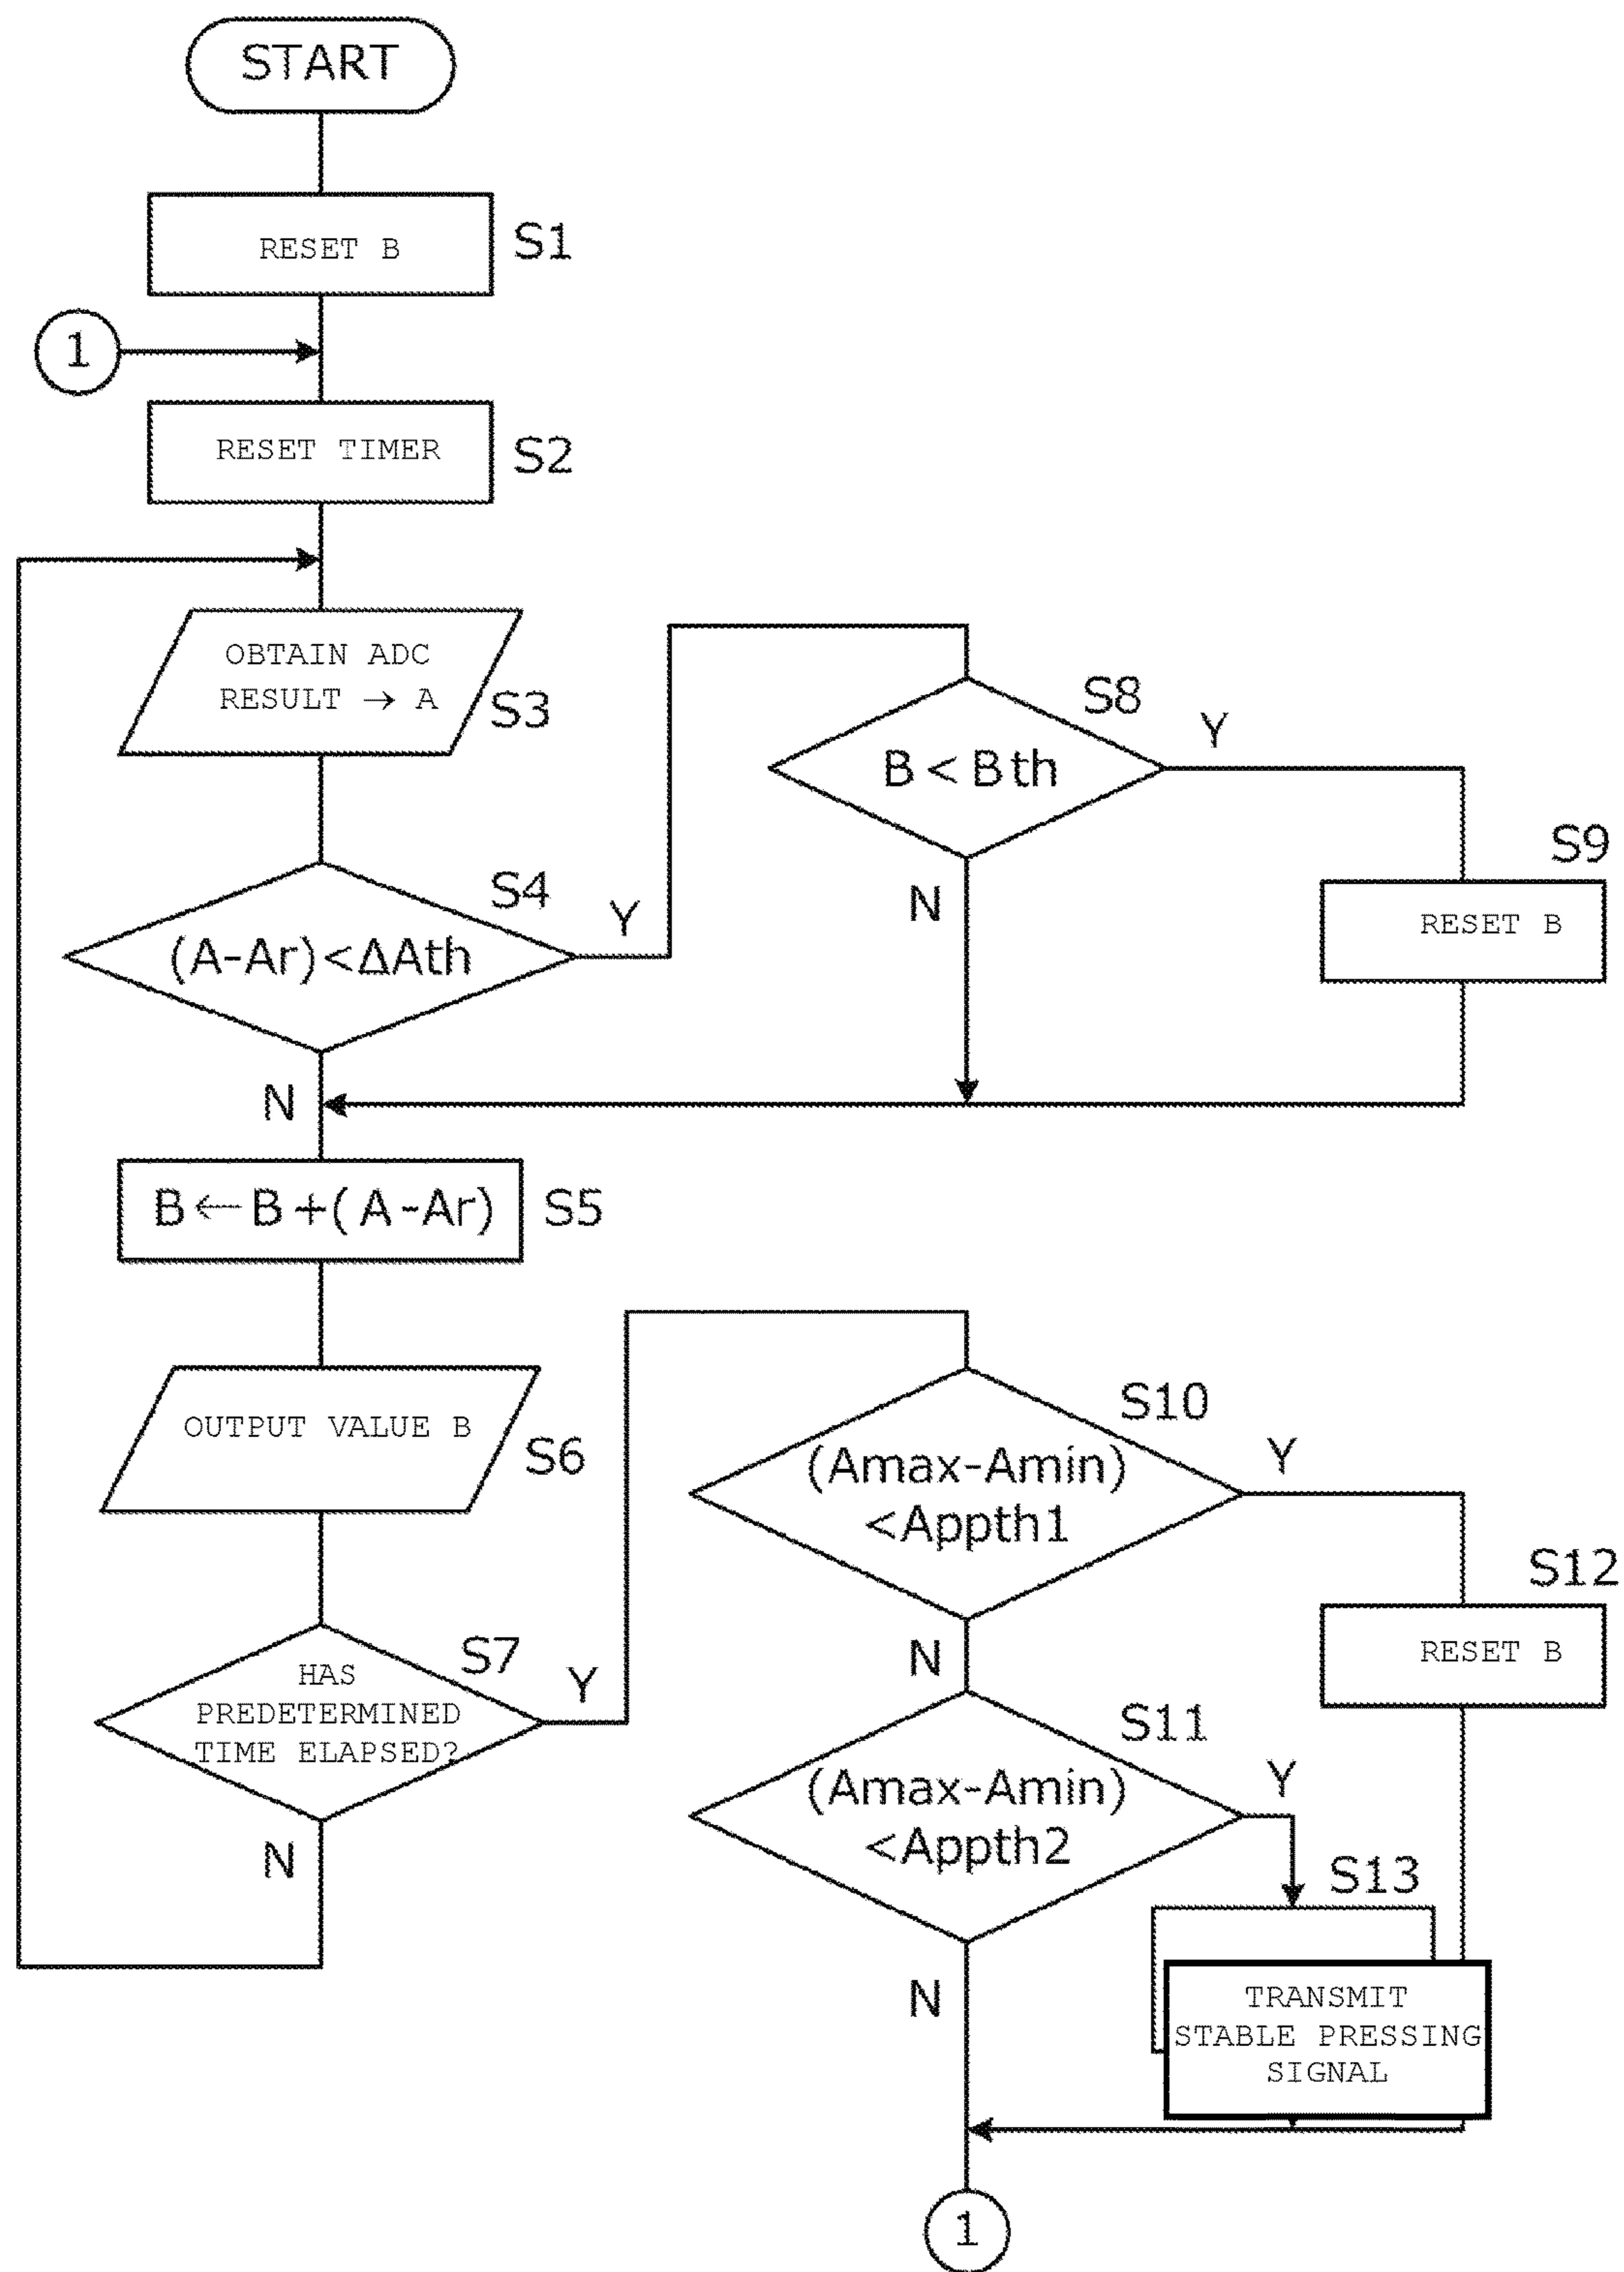 START
RESET B
S1
1
RESET TIMER
S2
OBTAIN ADC
RESULT → A
S3
(A-Ar)<ΔAth
S4
Y
N
B < Bth
S8
Y
N
S9
RESET B
B ← B + (A - Ar)
S5
OUTPUT VALUE B
S6
HAS
PREDETERMINED
TIME ELAPSED?
S7
Y
N
(Amax-Amin)
<Appth1
S10
Y
N
S12
RESET B
(Amax-Amin)
<Appth2
S11
Y
N
S13
TRANSMIT
STABLE PRESSING
SIGNAL
1